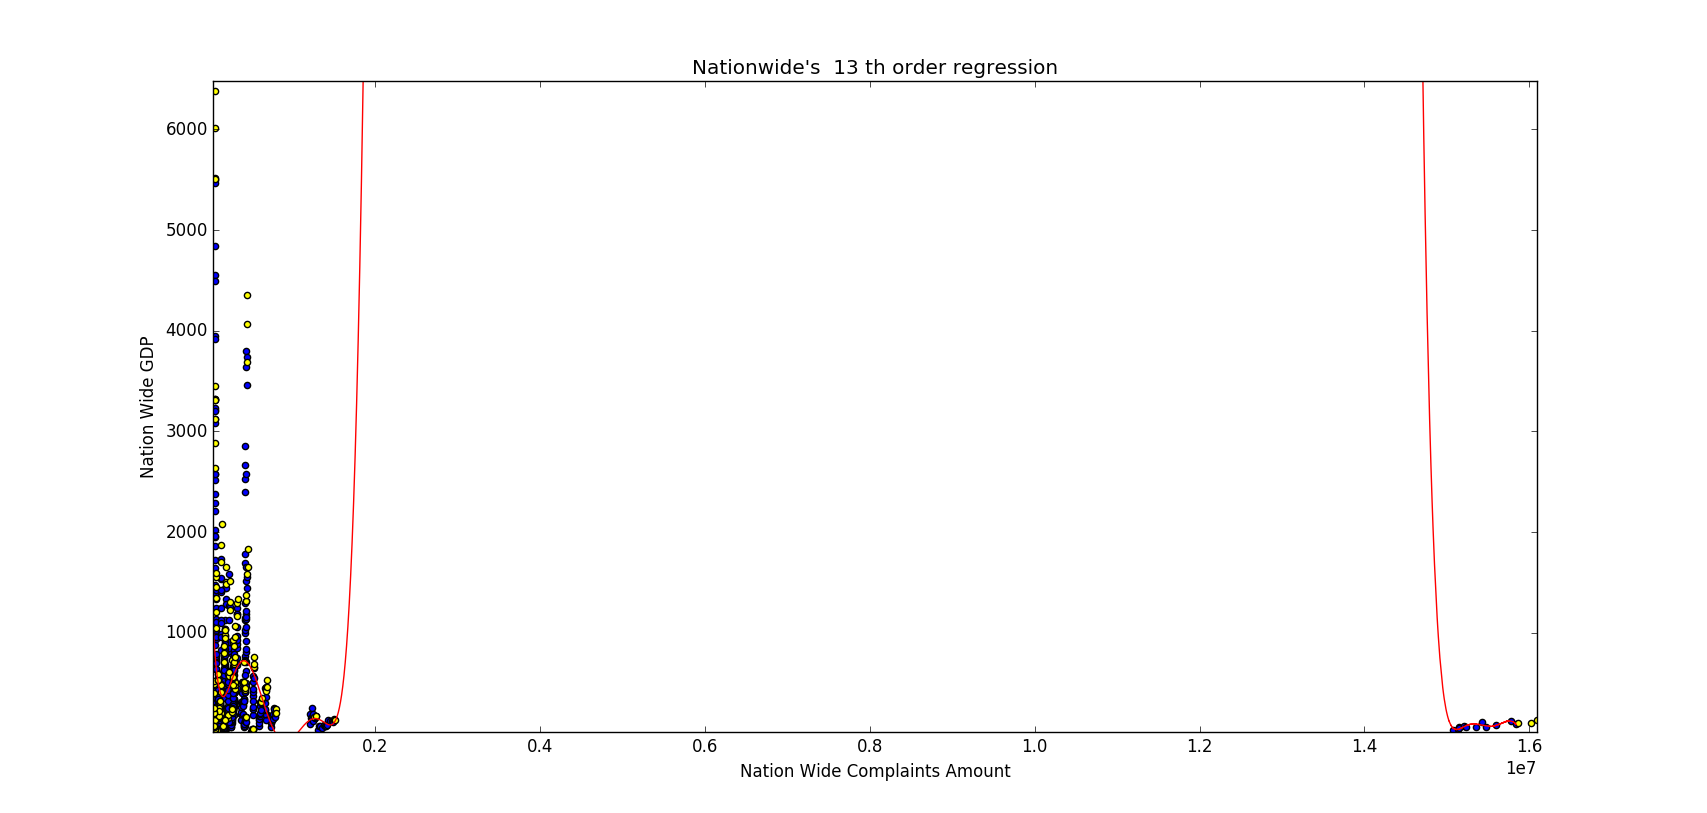 Nationwide's  13 th order regression
6000
5000
4000
3000
2000
1000
Nation Wide GDP
0.2 0.4 0.6 0.8 1.0 1.2 1.4 1.6
1e7
Nation Wide Complaints Amount